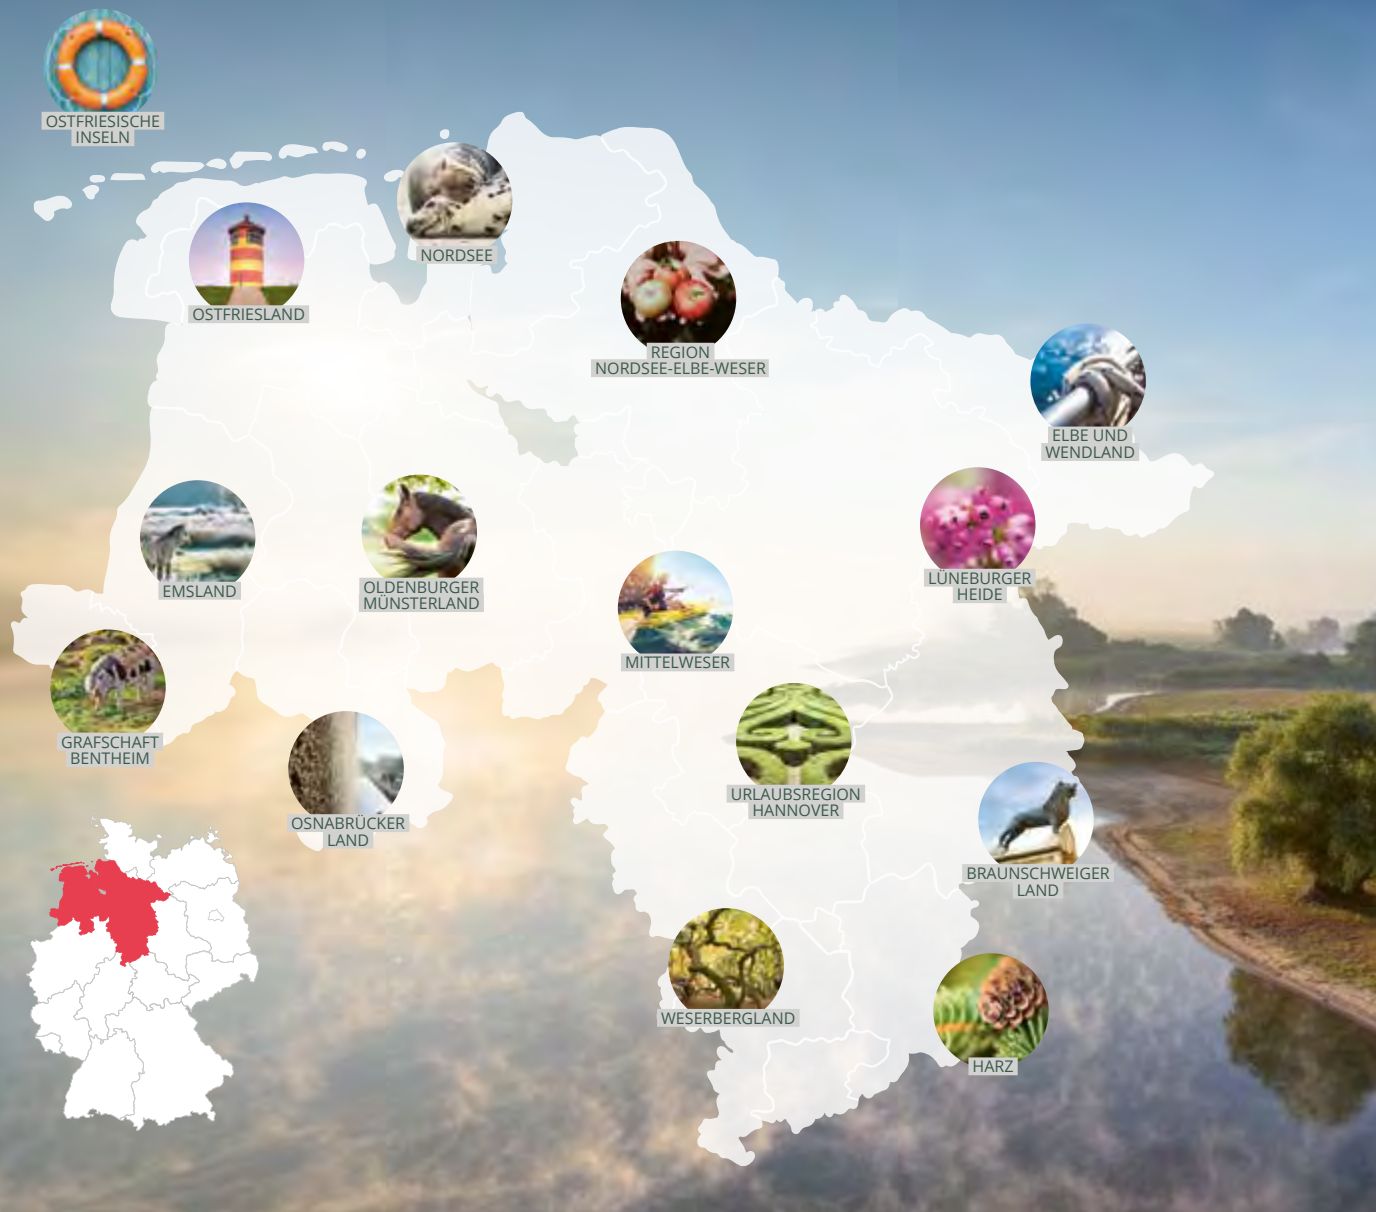 OSTFRIESISCHE
INSELN
NORDSEE
OSTFRIESLAND
REGION
NORDSEE-ELBE-WESER
ELBE UND
WENDLAND
EMSLAND
OLDENBURGER
MÜNSTERLAND
LÜNEBURGER
HEIDE
MITTELWESER
GRAFSCHAFT
BENTHEIM
OSNABRÜCKER
LAND
URLAUBSREGION
HANNOVER
BRAUNSCHWEIGER
LAND
WESERBERGLAND
HARZ